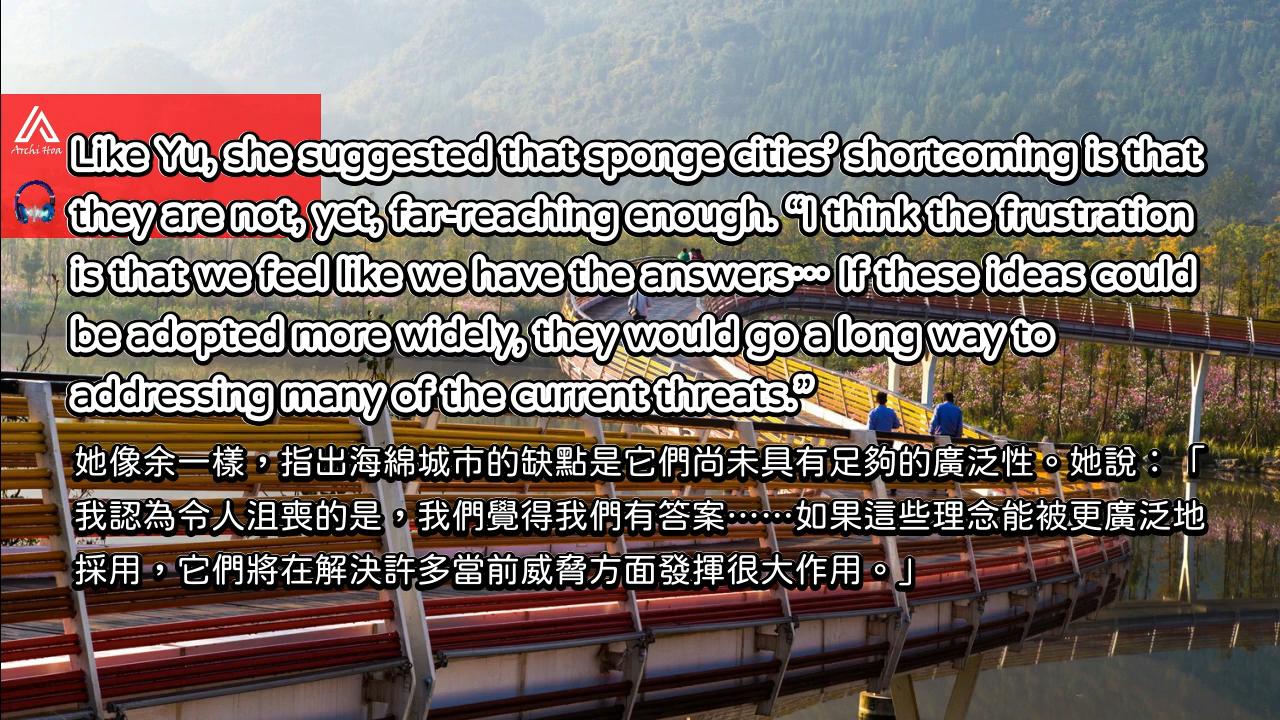 Archi Hoa
Like Yu, she suggested that sponge cities’ shortcoming is that
they are not, yet, far-reaching enough. “I think the frustration
is that we feel like we have the answers… If these ideas could
be adopted more widely, they would go a long way to
addressing many of the current threats.”
她像余一樣，指出海綿城市的缺點是它們尚未具有足夠的廣泛性。她說：「
我認為令人沮喪的是，我們覺得我們有答案……如果這些理念能被更廣泛地
採用，它們將在解決許多當前威脅方面發揮很大作用。」